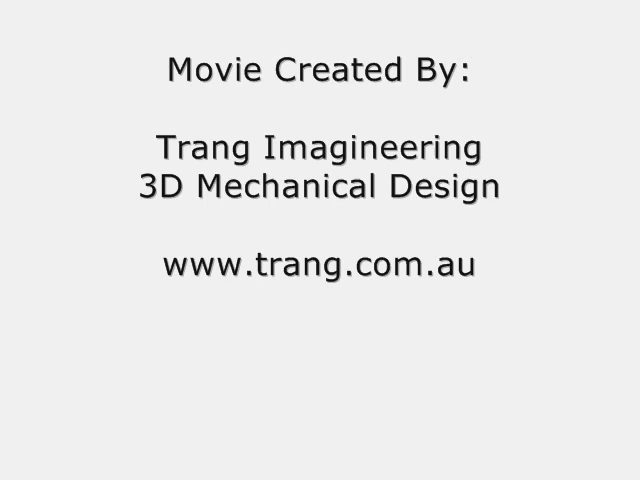 Movie Created By:
Trang Imagineering
3D Mechanical Design
www.trang.com.au